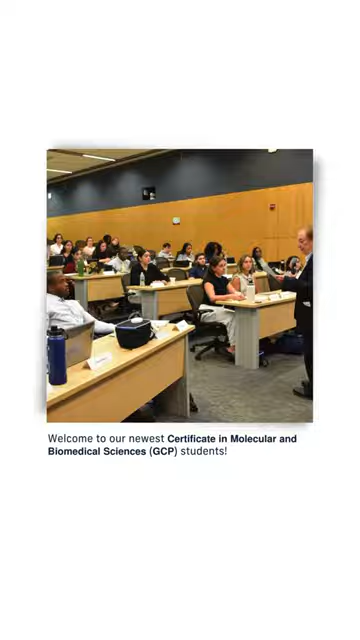 Welcome to our newest Certificate in Molecular and
Biomedical Sciences (GCP) students!